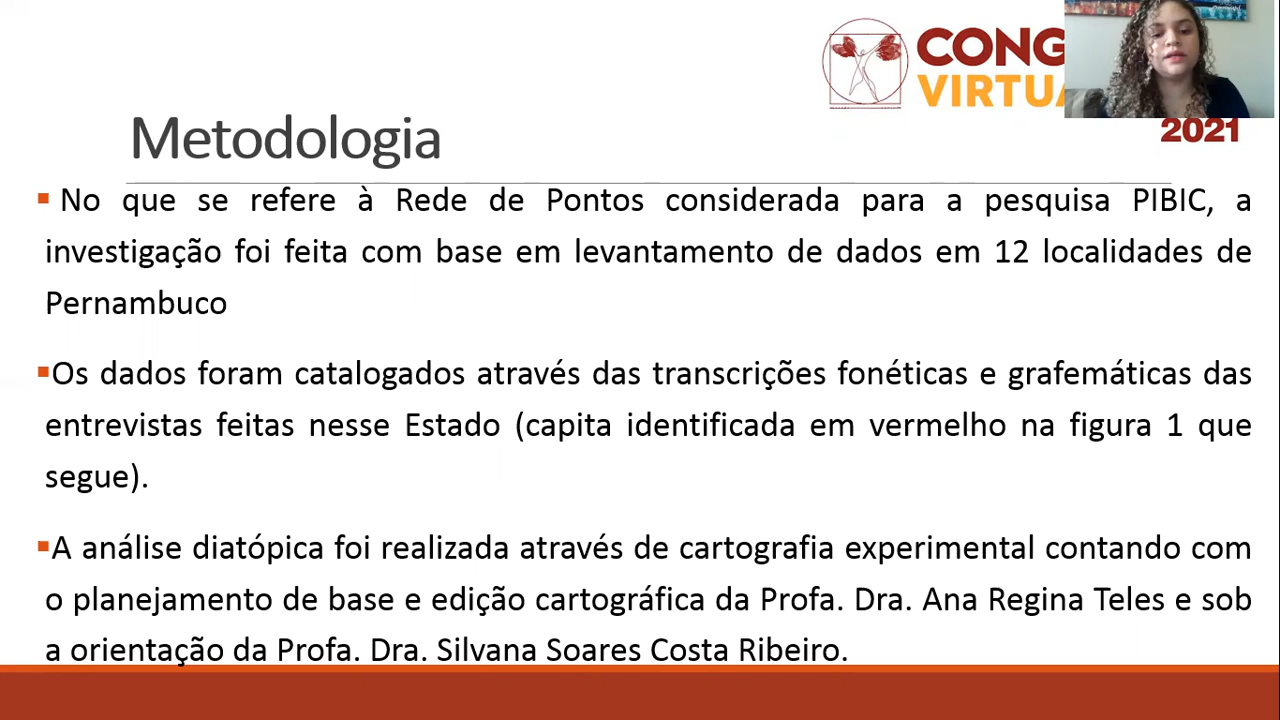 CONG
VIRTUA
2021
Metodologia
▪ No que se refere à Rede de Pontos considerada para a pesquisa PIBIC, a
investigação foi feita com base em levantamento de dados em 12 localidades de
Pernambuco
▪Os dados foram catalogados através das transcrições fonéticas e grafemáticas das
entrevistas feitas nesse Estado (capita identificada em vermelho na figura 1 que
segue).
▪A análise diatópica foi realizada através de cartografia experimental contando com
o planejamento de base e edição cartográfica da Profa. Dra. Ana Regina Teles e sob
a orientação da Profa. Dra. Silvana Soares Costa Ribeiro.